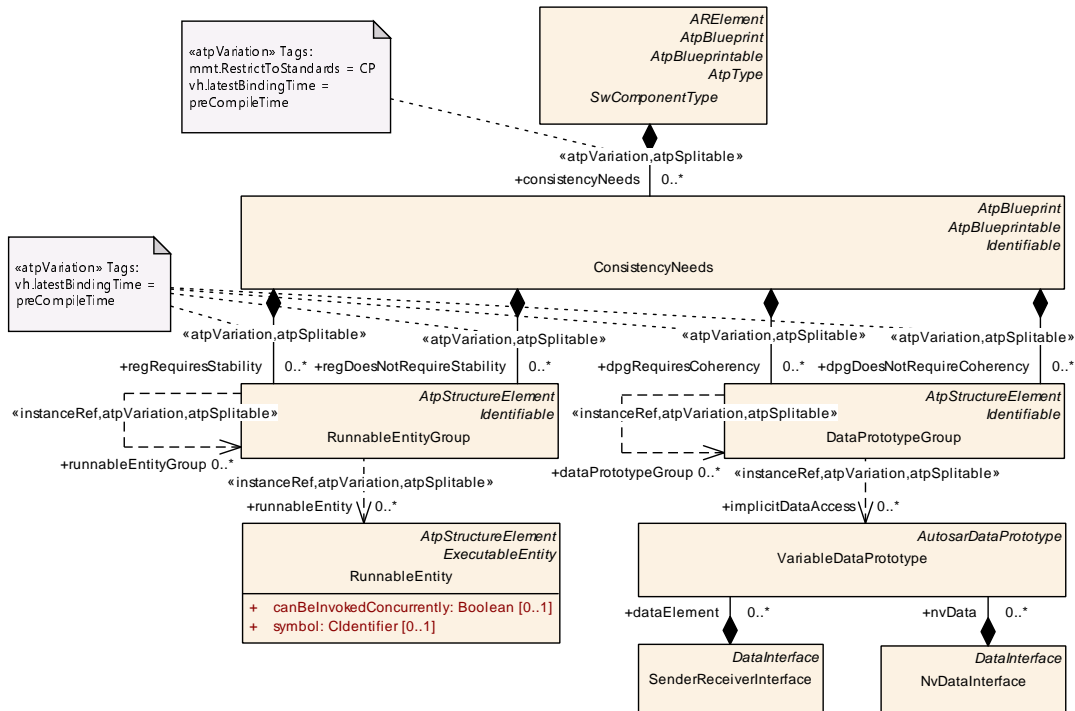 ARElement
AtpBlueprint
AtpBlueprintable
AtpType
SwComponentType
«atpVariation» Tags:
mmt.RestrictToStandards = CP
vh.latestBindingTime =
preCompileTime
«atpVariation,atpSplitable»
+consistencyNeeds 0..*
AtpBlueprint
AtpBlueprintable
Identifiable
ConsistencyNeeds
«atpVariation» Tags:
vh.latestBindingTime =
preCompileTime
«atpVariation,atpSplitable» «atpVariation,atpSplitable» «atpVariation,atpSplitable» «atpVariation,atpSplitable»
+regRequiresStability 0..* +regDoesNotRequireStability 0..* +dpgRequiresCoherency 0..* +dpgDoesNotRequireCoherency 0..*
AtpStructureElement
Identifiable
RunnableEntityGroup
«instanceRef,atpVariation,atpSplitable»
+runnableEntityGroup 0..*
AtpStructureElement
Identifiable
DataPrototypeGroup
«instanceRef,atpVariation,atpSplitable»
+dataPrototypeGroup 0..*
«instanceRef,atpVariation,atpSplitable»
+runnableEntity 0..*
«instanceRef,atpVariation,atpSplitable»
+implicitDataAccess 0..*
AtpStructureElement
ExecutableEntity
RunnableEntity
+ canBeInvokedConcurrently: Boolean [0..1]
+ symbol: CIdentifier [0..1]
AutosarDataPrototype
VariableDataPrototype
+dataElement 0..*
+nvData 0..*
DataInterface
SenderReceiverInterface
DataInterface
NvDataInterface